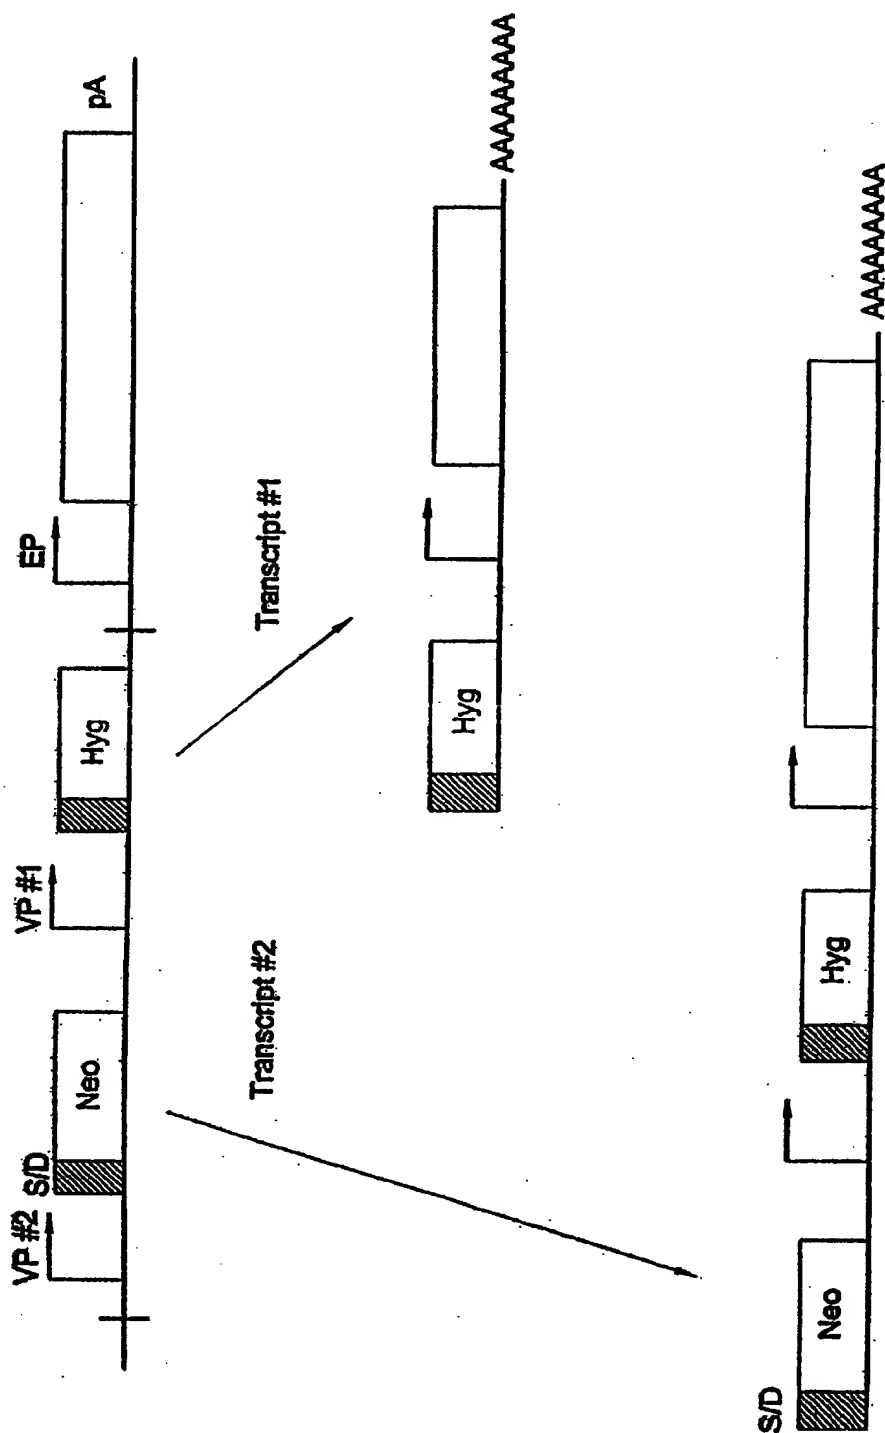 VP #2
S/D
Neo
VP #1
Hyg
EP
pA
Transcript #2
Transcript #1
Hyg
AAAAAAAAA
S/D
Neo
Hyg
AAAAAAAAA